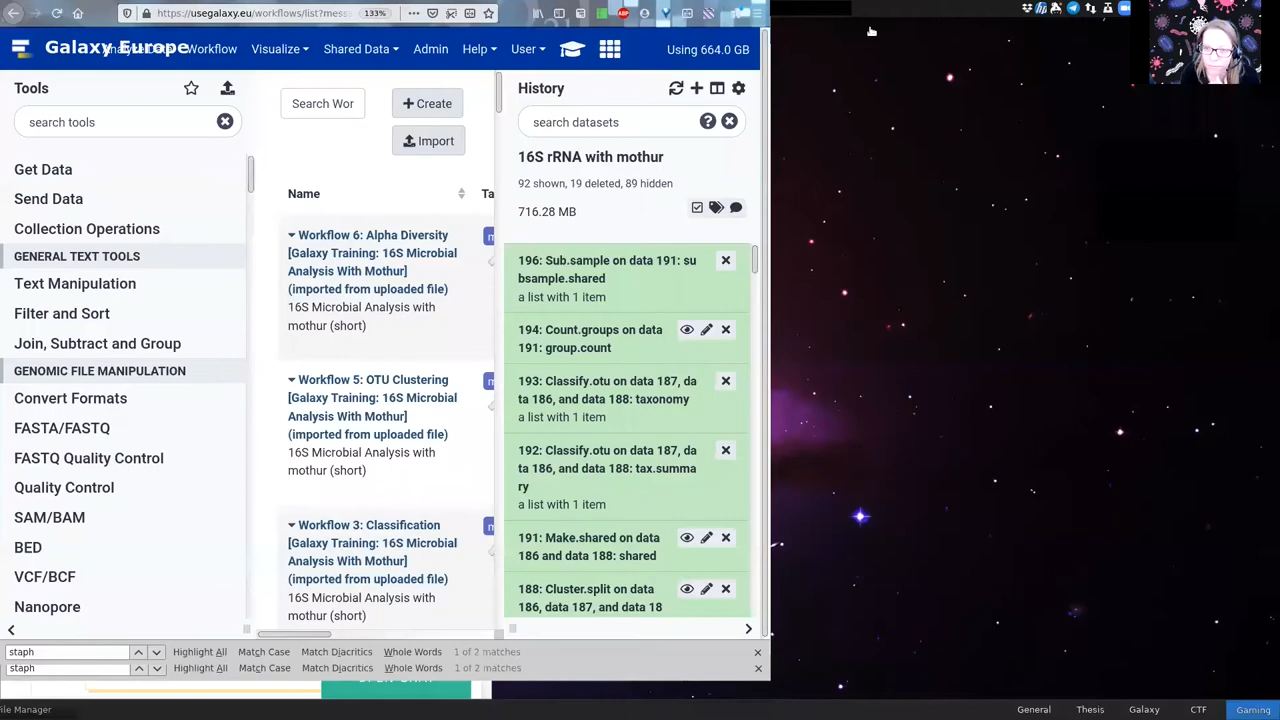 https://usegalaxy.eu/workflows/list?mess
133%
Galaxy Europe
Workflow
Visualize
Shared Data
Admin
Help
User
Using 664.0 GB
Tools
search tools
Get Data
Send Data
Collection Operations
GENERAL TEXT TOOLS
Text Manipulation
Filter and Sort
Join, Subtract and Group
GENOMIC FILE MANIPULATION
Convert Formats
FASTA/FASTQ
FASTQ Quality Control
Quality Control
SAM/BAM
BED
VCF/BCF
Nanopore
Search Wor
+ Create
Import
Name
Ta
Workflow 6: Alpha Diversity
[Galaxy Training: 16S Microbial
Analysis With Mothur]
(imported from uploaded file)
16S Microbial Analysis with
mothur (short)
Workflow 5: OTU Clustering
[Galaxy Training: 16S Microbial
Analysis With Mothur]
(imported from uploaded file)
16S Microbial Analysis with
mothur (short)
Workflow 3: Classification
[Galaxy Training: 16S Microbial
Analysis With Mothur]
(imported from uploaded file)
16S Microbial Analysis with
mothur (short)
History
search datasets
16S rRNA with mothur
92 shown, 19 deleted, 89 hidden
716.28 MB
196: Sub.sample on data 191: su
bsample.shared
a list with 1 item
194: Count.groups on data
191: group.count
193: Classify.otu on data 187, da
ta 186, and data 188: taxonomy
a list with 1 item
192: Classify.otu on data 187, da
ta 186, and data 188: tax.summa
ry
a list with 1 item
191: Make.shared on data
186 and data 188: shared
188: Cluster.split on data
186, data 187, and data 18
staph
Highlight All
Match Case
Match Diacritics
Whole Words
1 of 2 matches
staph
Highlight All
Match Case
Match Diacritics
Whole Words
1 of 2 matches
ile Manager
General
Thesis
Galaxy
CTF
Gaming